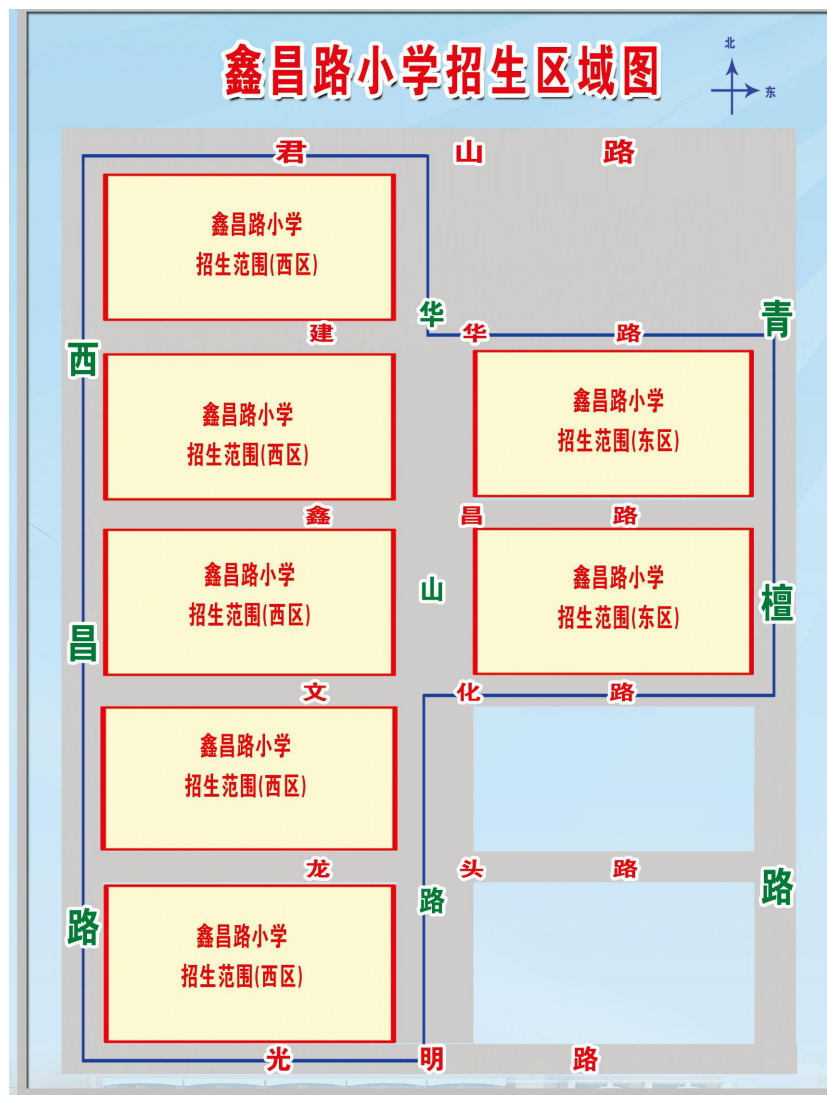 鑫昌路小学招生区域图
北
东
君山路
鑫昌路小学
招生范围(西区)
建华路
华山路
青檀路
西昌路
鑫昌路小学
招生范围(西区)
鑫昌路小学
招生范围(东区)
鑫昌路
鑫昌路小学
招生范围(西区)
鑫昌路小学
招生范围(东区)
文化路
鑫昌路小学
招生范围(西区)
龙头路
鑫昌路小学
招生范围(西区)
光明路